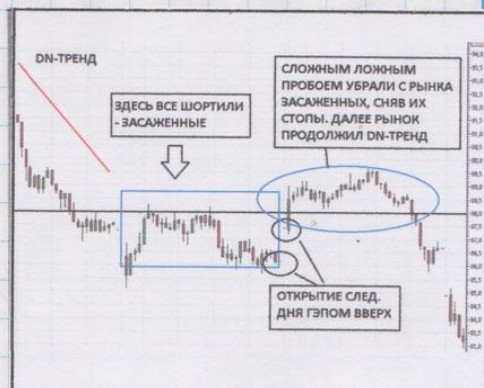 DN-ТРЕНД
ЗДЕСЬ ВСЕ ШОРТИЛИ
- ЗАСАЖЕННЫЕ
СЛОЖНЫМ ЛОЖНЫМ
ПРОБОЕМ УБРАЛИ С РЫНКА
ЗАСАЖЕННЫХ, СНЯВ ИХ
СТОПЫ. ДАЛЕЕ РЫНОК
ПРОДОЛЖИЛ DN-ТРЕНД
ОТКРЫТИЕ СЛЕД.
ДНЯ ГЭПОМ ВВЕРХ